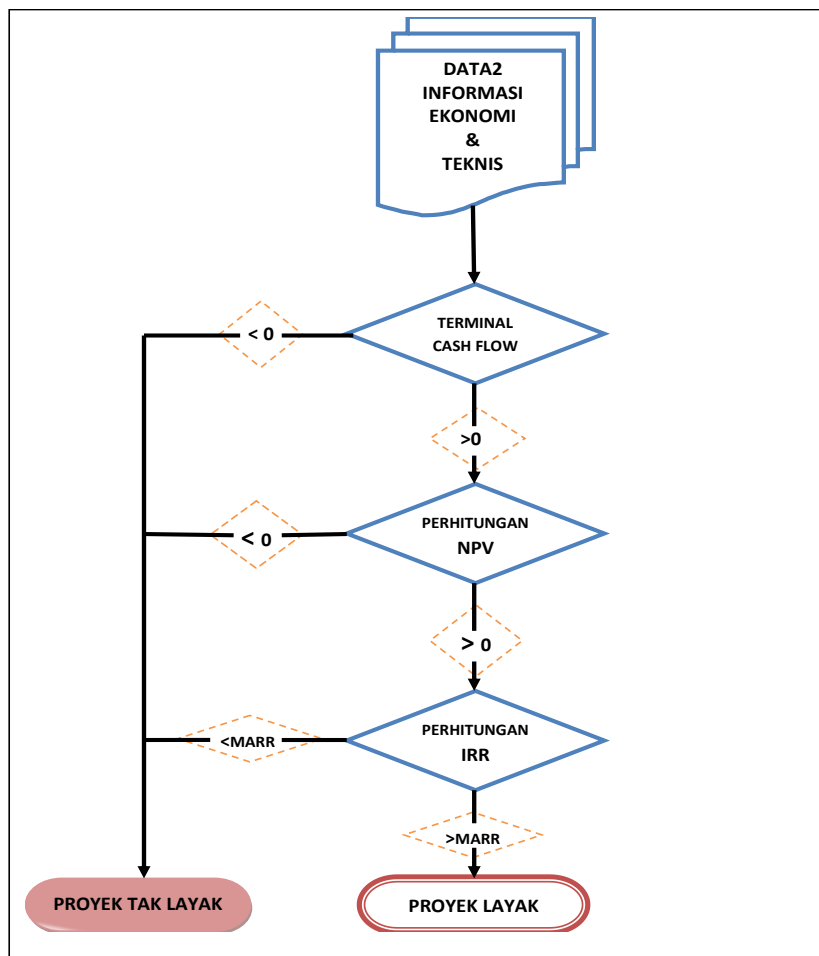 DATA2
INFORMASI
EKONOMI
&
TEKNIS
< 0
TERMINAL
CASH FLOW
>0
< 0
PERHITUNGAN
NPV
> 0
<MARR
PERHITUNGAN
IRR
>MARR
PROYEK TAK LAYAK
PROYEK LAYAK